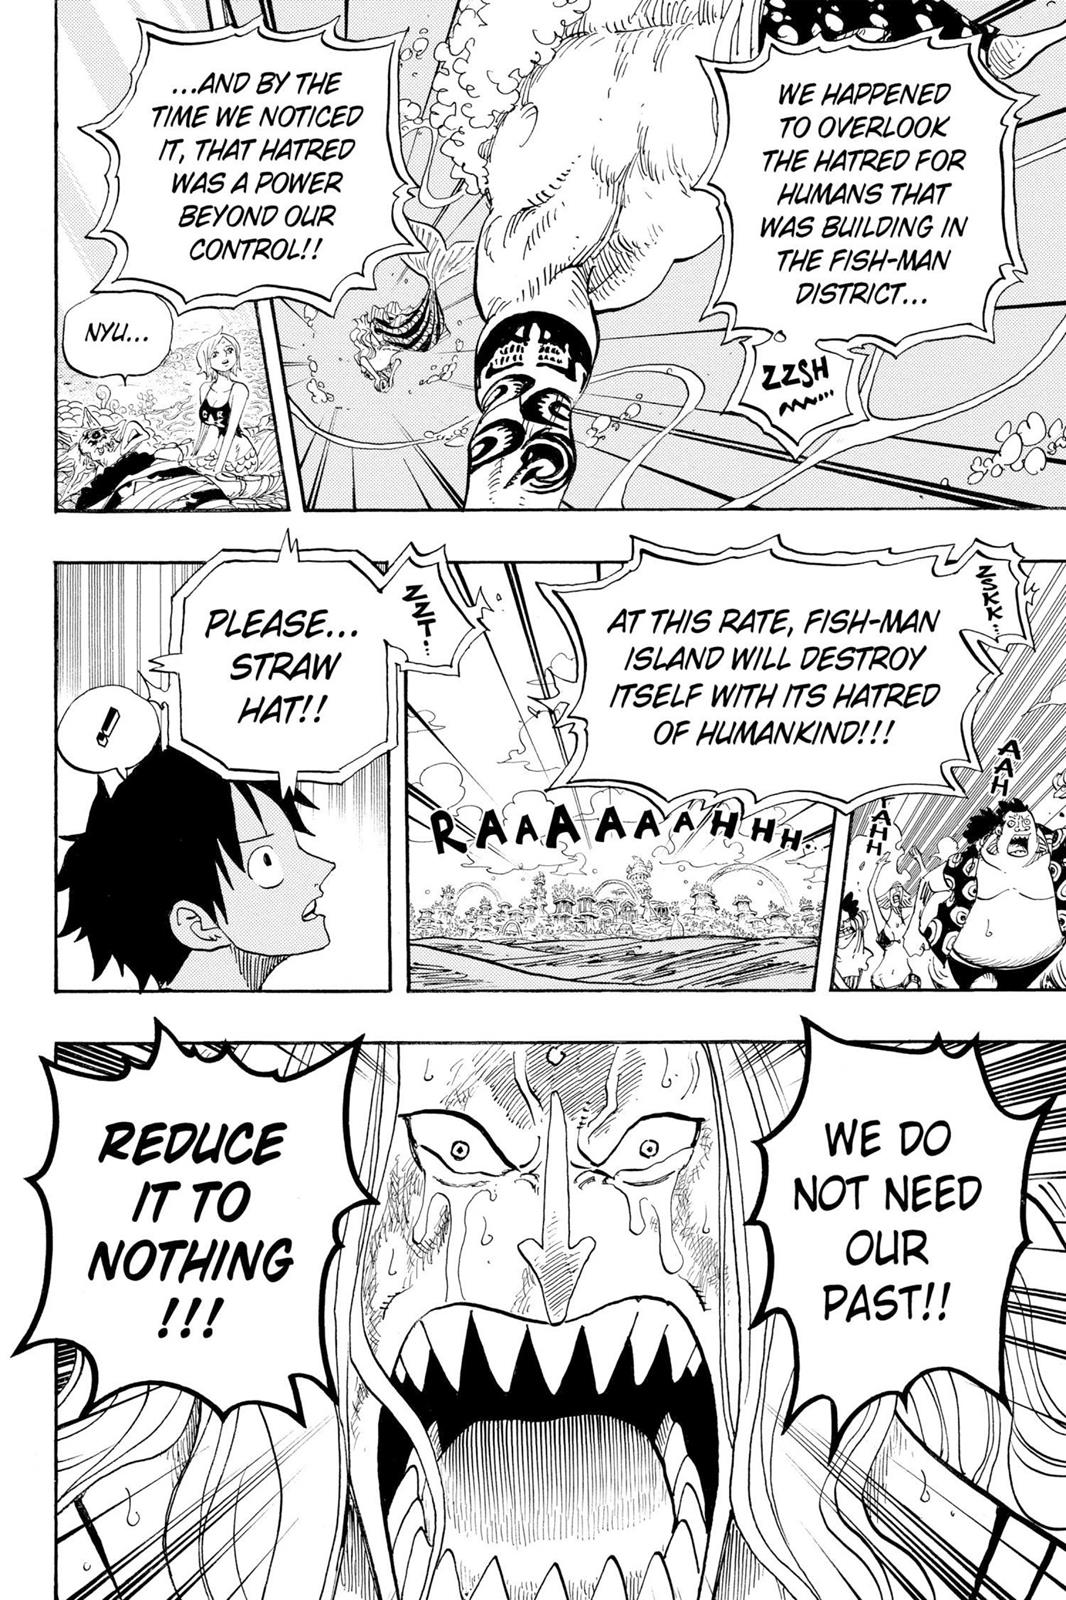 WE HAPPENED
TO OVERLOOK
THE HATRED FOR
HUMANS THAT
WAS BUILDING IN
THE FISH-MAN
DISTRICT...
ZZSH
...AND BY THE
TIME WE NOTICED
IT, THAT HATRED
WAS A POWER
BEYOND OUR
CONTROL!!
NYU...
ZSKK...
AT THIS RATE, FISH-MAN
ISLAND WILL DESTROY
ITSELF WITH ITS HATRED
OF HUMANKIND!!!
AAH
TAHH
RAAAAAAAHHHH...
ZZT...
PLEASE...
STRAW
HAT!!
!
WE DO
NOT NEED
OUR
PAST!!
REDUCE
IT TO
NOTHING
!!!